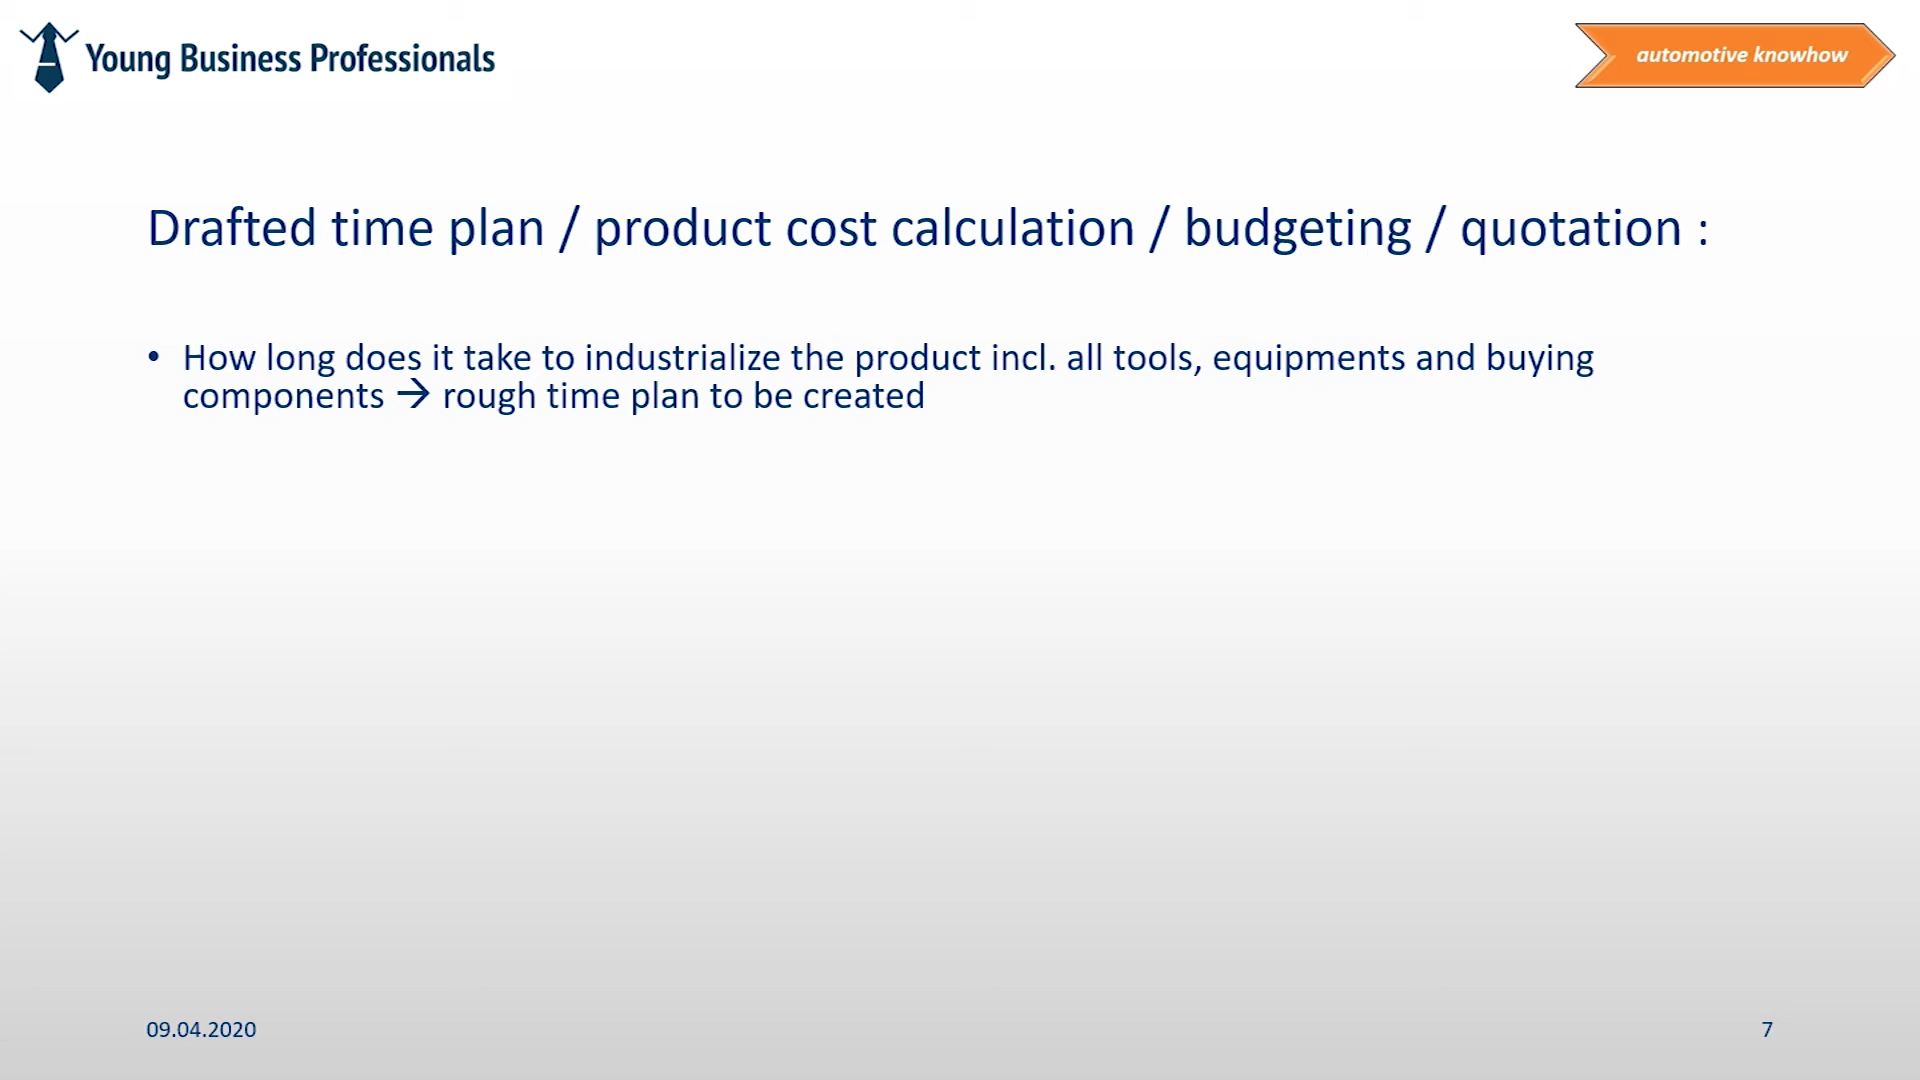 Young Business Professionals
automotive knowhow
Drafted time plan / product cost calculation / budgeting / quotation :
• How long does it take to industrialize the product incl. all tools, equipments and buying
components → rough time plan to be created
09.04.2020
7